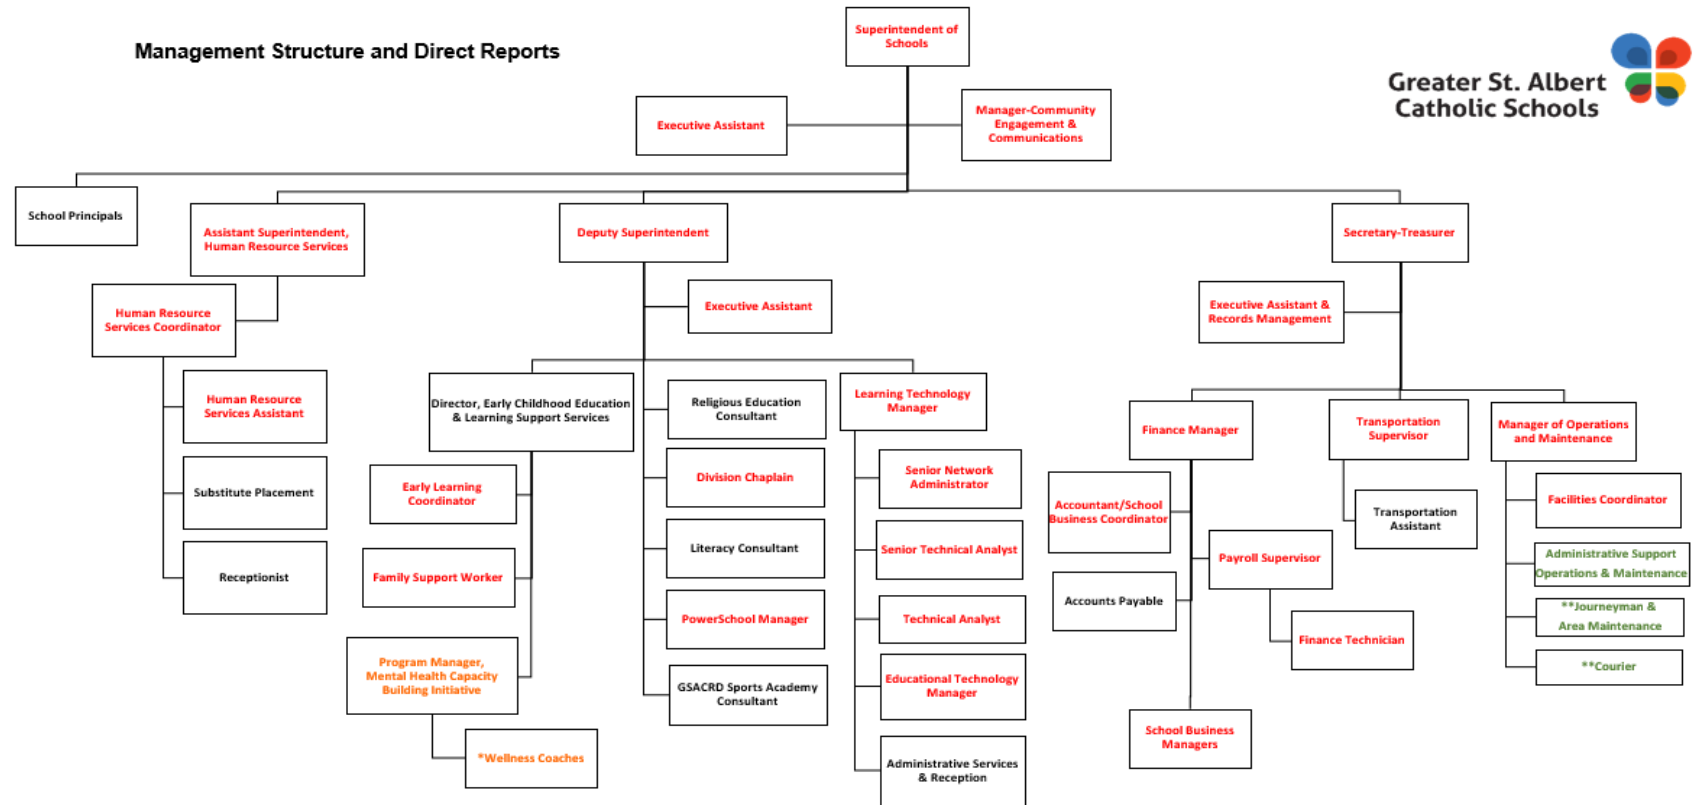 Superintendent of
Schools
Management Structure and Direct Reports
Greater St. Albert
Catholic Schools
Executive Assistant
Manager-Community
Engagement &
Communications
School Principals
Assistant Superintendent,
Human Resource Services
Deputy Superintendent
Secretary-Treasurer
Human Resource
Services Coordinator
Executive Assistant
Executive Assistant &
Records Management
Human Resource
Services Assistant
Substitute Placement
Receptionist
Director, Early Childhood Education
& Learning Support Services
Early Learning
Coordinator
Family Support Worker
Program Manager,
Mental Health Capacity
Building Initiative
*Wellness Coaches
Religious Education
Consultant
Division Chaplain
Literacy Consultant
PowerSchool Manager
GSACRD Sports Academy
Consultant
Learning Technology
Manager
Senior Network
Administrator
Senior Technical Analyst
Technical Analyst
Educational Technology
Manager
Administrative Services
& Reception
Finance Manager
Accountant/School
Business Coordinator
Payroll Supervisor
Accounts Payable
Finance Technician
School Business
Managers
Transportation
Supervisor
Transportation
Assistant
Manager of Operations
and Maintenance
Facilities Coordinator
Administrative Support
Operations & Maintenance
**Journeyman &
Area Maintenance
**Courier